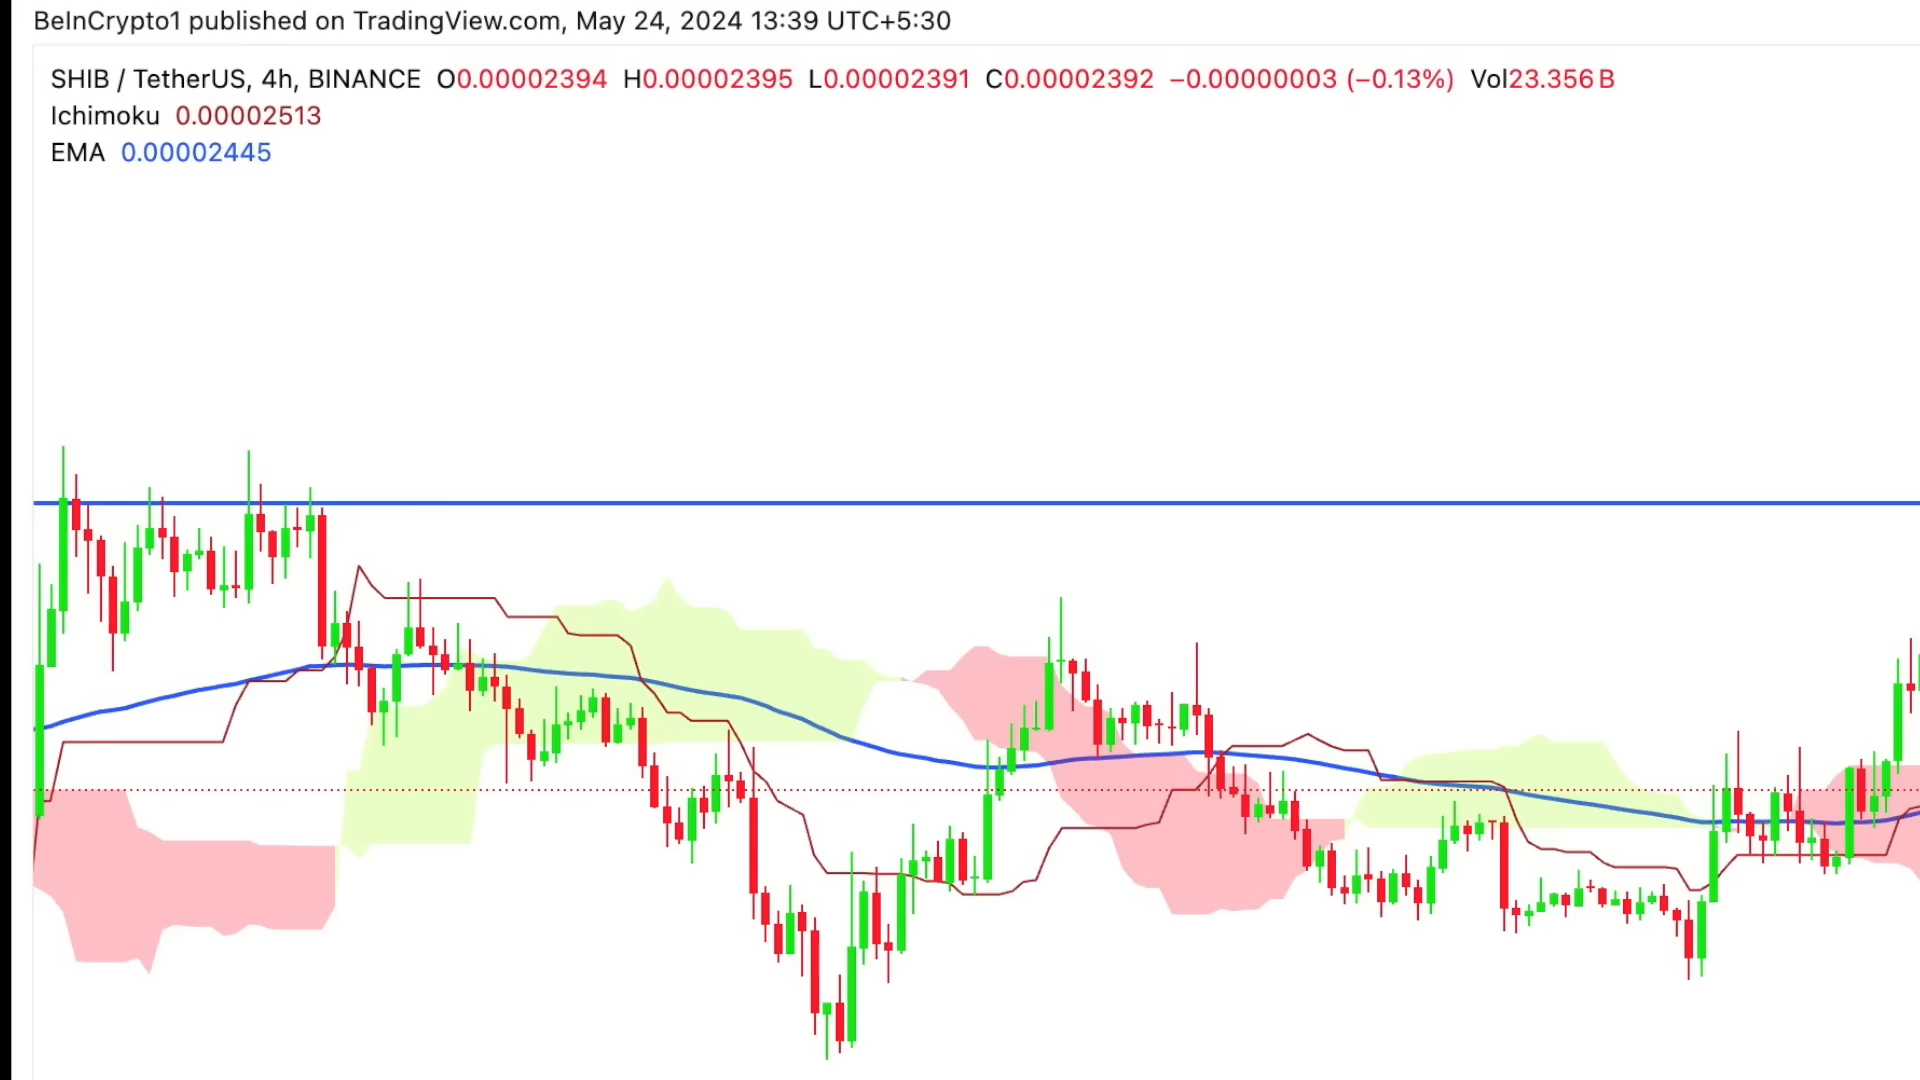 BeInCrypto1 published on TradingView.com, May 24, 2024 13:39 UTC+5:30
SHIB / TetherUS, 4h, BINANCE O0.00002394 H0.00002395 L0.00002391 C0.00002392 −0.00000003 (−0.13%) Vol23.356 B
Ichimoku 0.00002513
EMA 0.00002445